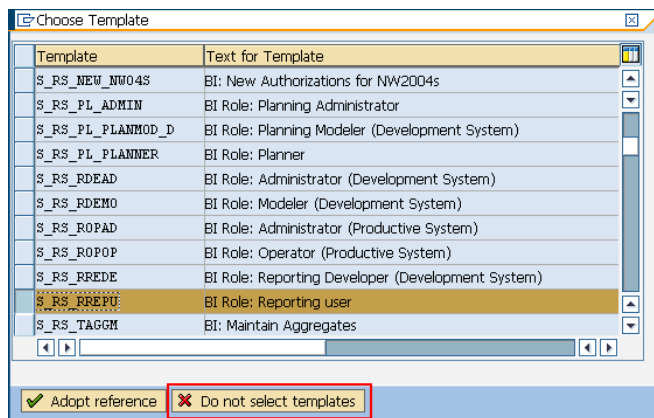 Choose Template
Template Text for Template
S_RS_NEW_NW04S BI: New Authorizations for NW2004s
S_RS_PL_ADMIN BI Role: Planning Administrator
S_RS_PL_PLANMOD_D BI Role: Planning Modeler (Development System)
S_RS_PL_PLANNER BI Role: Planner
S_RS_RDEAD BI Role: Administrator (Development System)
S_RS_RDEMO BI Role: Modeler (Development System)
S_RS_ROPAD BI Role: Administrator (Productive System)
S_RS_ROPOP BI Role: Operator (Productive System)
S_RS_RREDE BI Role: Reporting Developer (Development System)
S_RS_RREPU BI Role: Reporting user
S_RS_TAGGM BI: Maintain Aggregates
Adopt reference Do not select templates